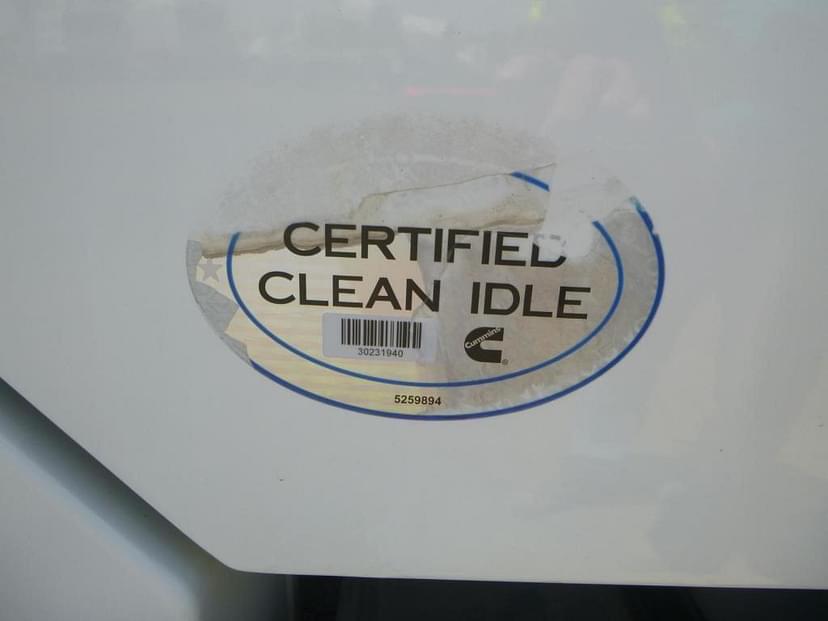 CERTIFIED
CLEAN IDLE
30231940
Cummins
5259894